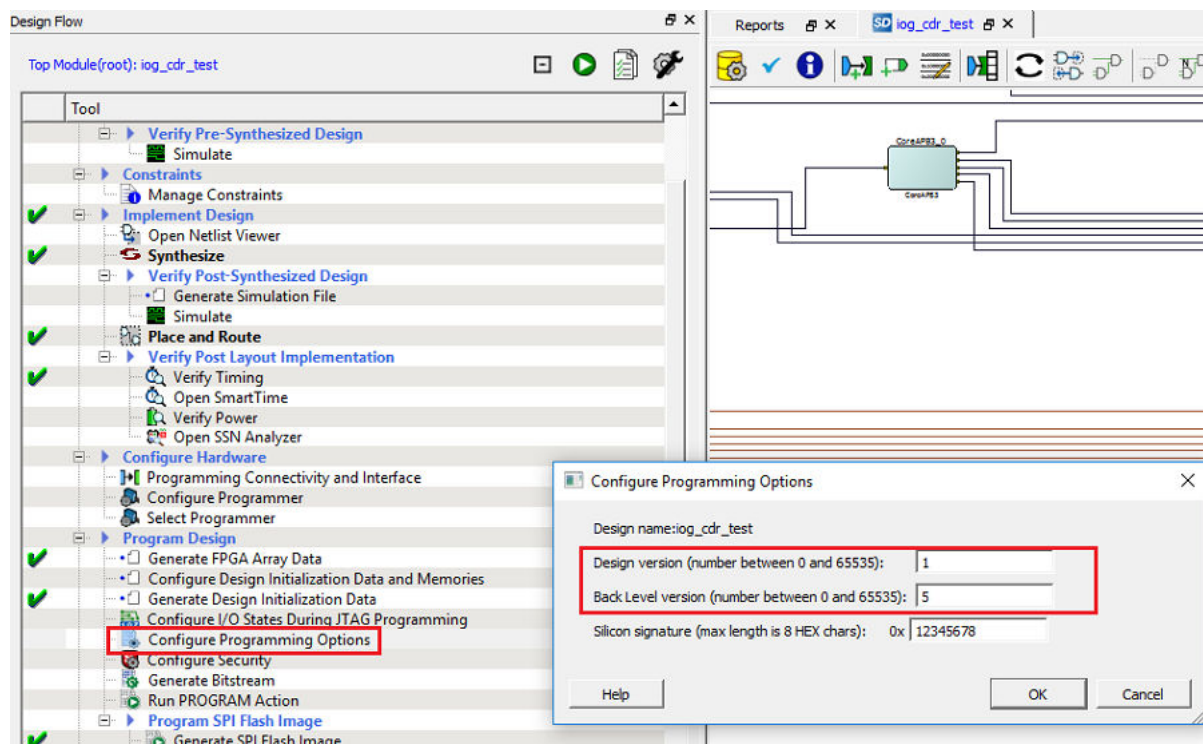 Design Flow
Top Module(root): iog_cdr_test
Tool
Verify Pre-Synthesized Design
Simulate
Constraints
Manage Constraints
Implement Design
Open Netlist Viewer
Synthesize
Verify Post-Synthesized Design
Generate Simulation File
Simulate
Place and Route
Verify Post Layout Implementation
Verify Timing
Open SmartTime
Verify Power
Open SSN Analyzer
Configure Hardware
Programming Connectivity and Interface
Configure Programmer
Select Programmer
Program Design
Generate FPGA Array Data
Configure Design Initialization Data and Memories
Generate Design Initialization Data
Configure I/O States During JTAG Programming
Configure Programming Options
Configure Security
Generate Bitstream
Run PROGRAM Action
Program SPI Flash Image
Generate SPI Flash Image
Reports
SD iog_cdr_test
CoreAPB3_0
CoreAPB3
Configure Programming Options
Design name:iog_cdr_test
Design version (number between 0 and 65535): 1
Back Level version (number between 0 and 65535): 5
Silicon signature (max length is 8 HEX chars): 0x 12345678
Help
OK
Cancel